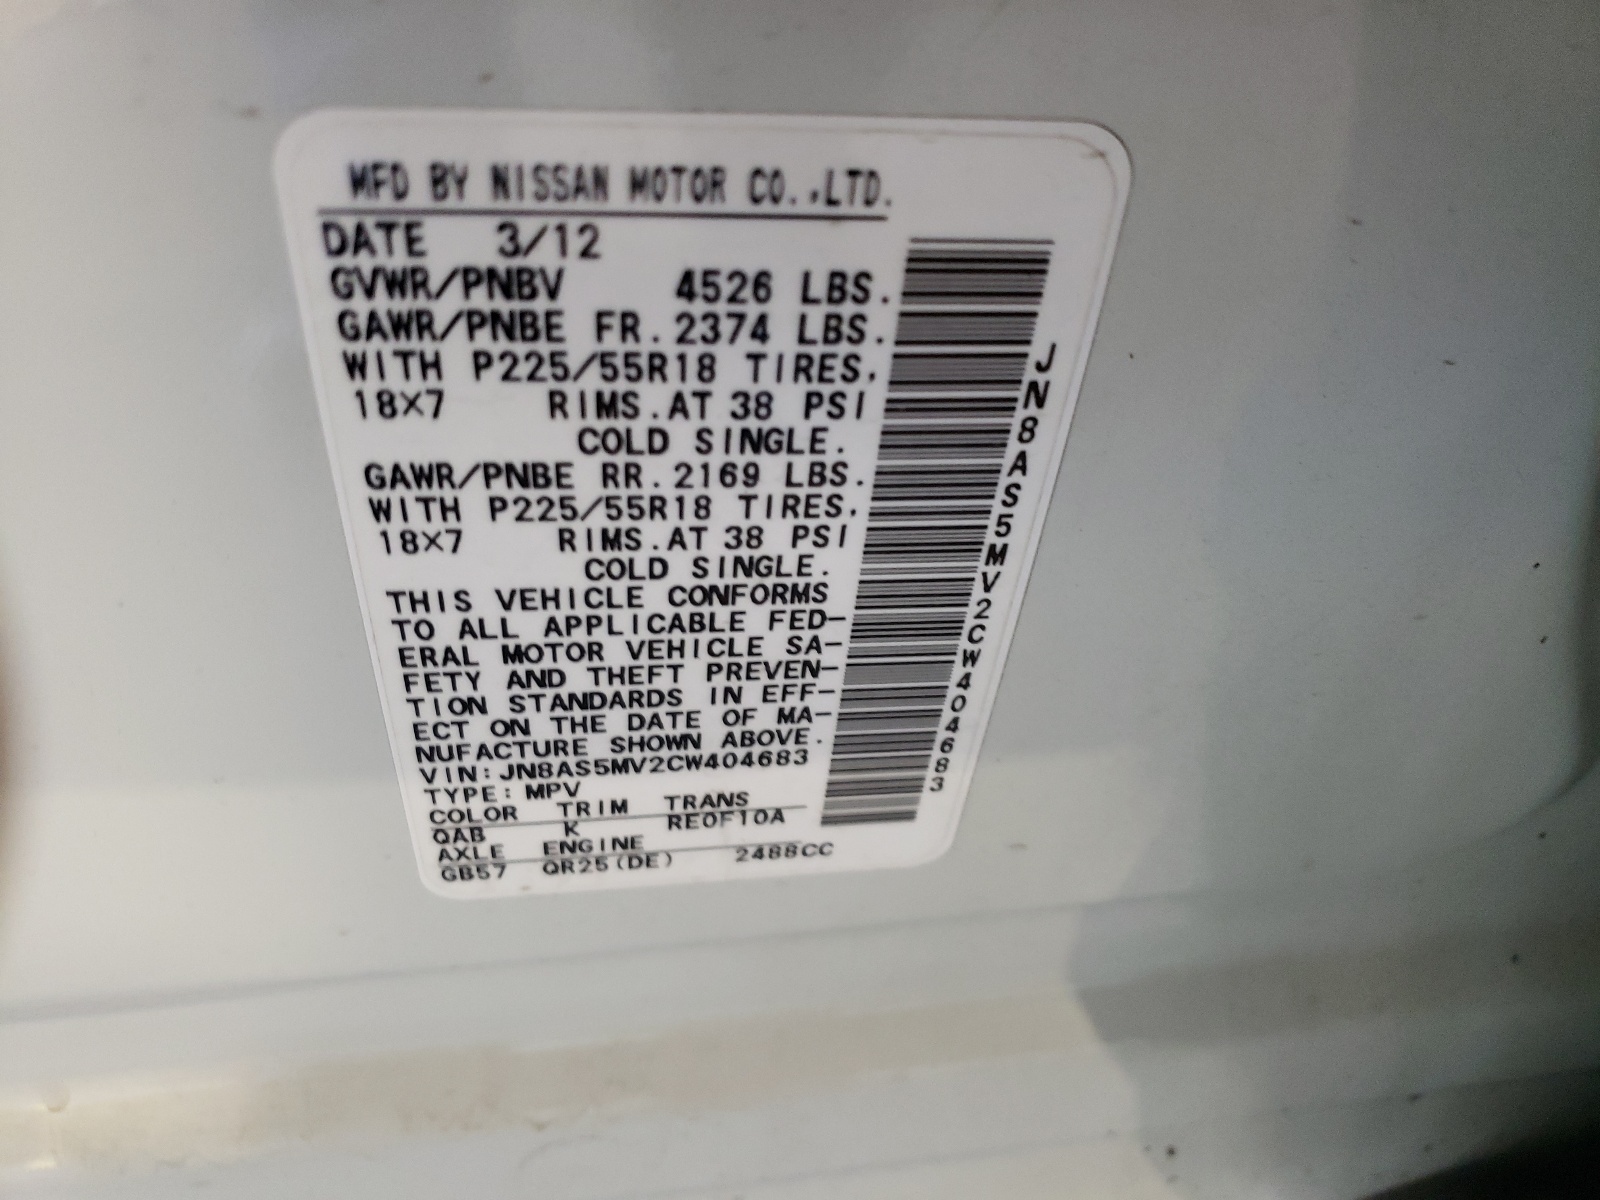 MFD BY NISSAN MOTOR CO.,LTD.
DATE 3/12
GVWR/PNBV 4526 LBS.
GAWR/PNBE FR. 2374 LBS.
WITH P225/55R18 TIRES.
18X7 RIMS.AT 38 PSI
COLD SINGLE.
GAWR/PNBE RR. 2169 LBS.
WITH P225/55R18 TIRES.
18X7 RIMS.AT 38 PSI
COLD SINGLE.
THIS VEHICLE CONFORMS
TO ALL APPLICABLE FED-
ERAL MOTOR VEHICLE SA-
FETY AND THEFT PREVEN-
TION STANDARDS IN EFF-
ECT ON THE DATE OF MA-
NUFACTURE SHOWN ABOVE.
VIN: JN8AS5MV2CW404683
TYPE: MPV
COLOR TRIM TRANS
QAB K RE0F10A
AXLE ENGINE
GB57 QR25(DE) 2488CC
JN8AS5MV2CW404683